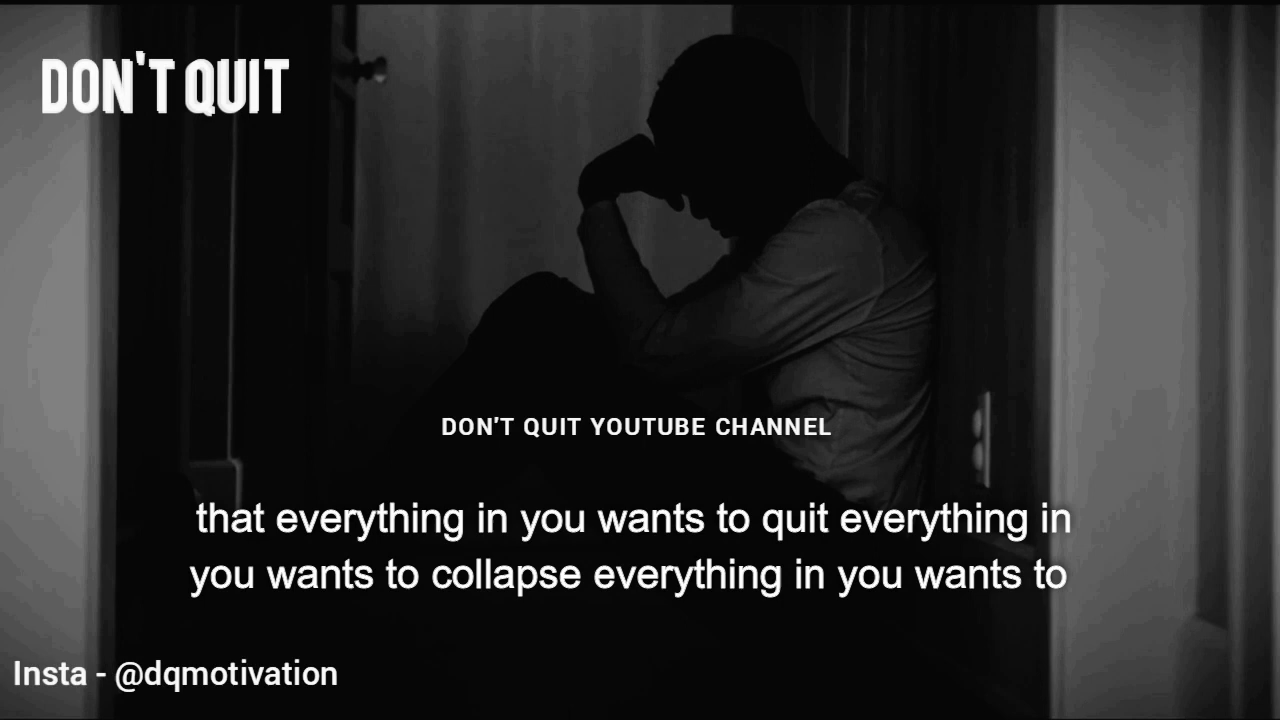 DON'T QUIT
DON'T QUIT YOUTUBE CHANNEL
that everything in you wants to quit everything in
you wants to collapse everything in you wants to
Insta - @dqmotivation